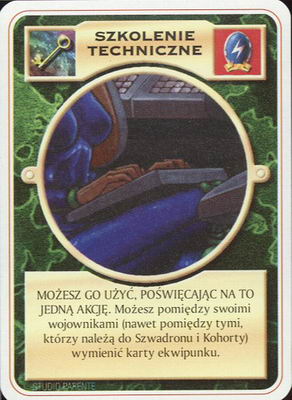 SZKOLENIE
TECHNICZNE
MOŻESZ GO UŻYĆ, POŚWIĘCAJĄC NA TO
JEDNĄ AKCJĘ. Możesz pomiędzy swoimi
wojownikami (nawet pomiędzy tymi,
którzy należą do Szwadronu i Kohorty)
wymienić karty ekwipunku.
STUDIO PARENTE